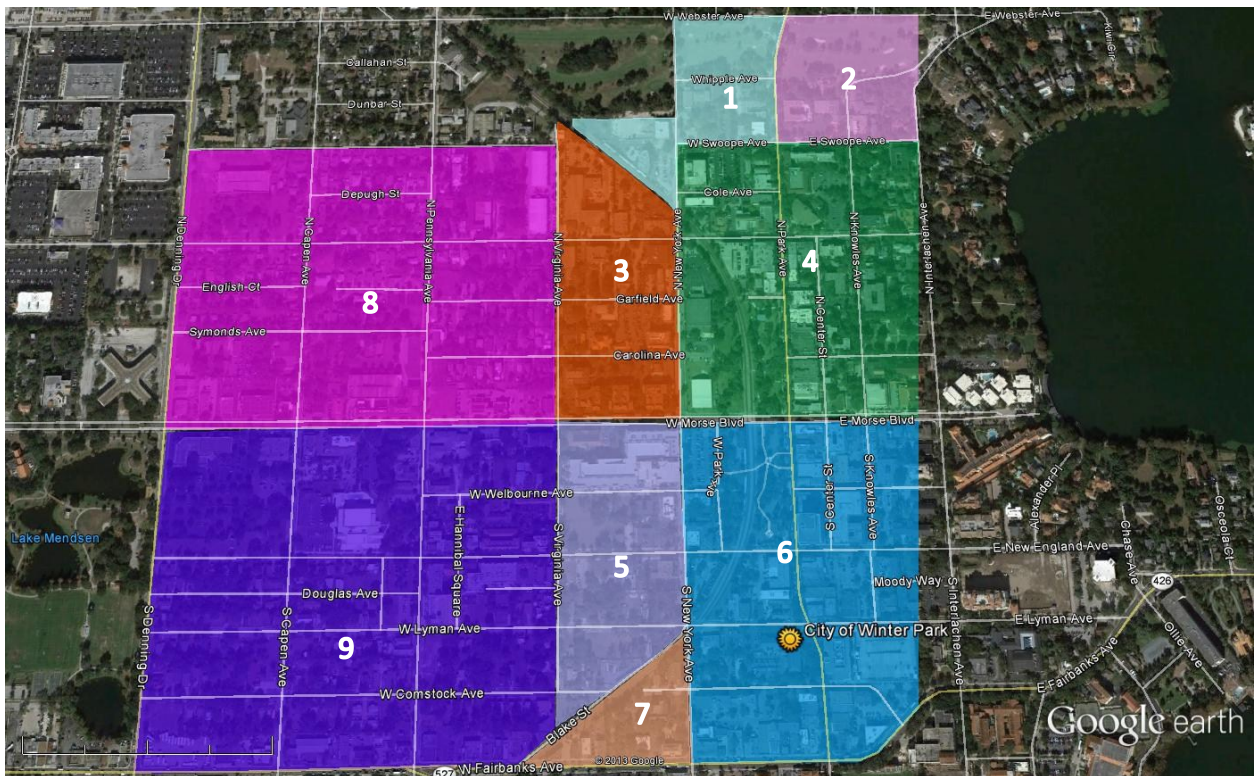 W Webster Ave
E Webster Ave
Kiwi Cir
Callahan St
Whipple Ave
1
2
Dunbar St
W Swoope Ave
E Swoope Ave
Depugh St
Cole Ave
N Denning Dr
N Capen Ave
N Pennsylvania Ave
N Virginia Ave
N New York Ave
N Park Ave
N Knowles Ave
N Interlachen Ave
3
4
English Ct
8
Garfield Ave
N Center St
Symonds Ave
Carolina Ave
W Morse Blvd
E Morse Blvd
W Park Ave
S Center St
S Knowles Ave
Alexander Pl
W Welbourne Ave
E Hannibal Square
S Virginia Ave
Chase Ave
Osceola Ct
Lake Mendsen
5
6
E New England Ave
426
Douglas Ave
Moody Way
S Denning Dr
S Capen Ave
W Lyman Ave
S New York Ave
City of Winter Park
S Interlachen Ave
E Lyman Ave
Ollie Ave
9
W Comstock Ave
E Fairbanks Ave
7
Blake St
Google earth
© 2013 Google
527
W Fairbanks Ave